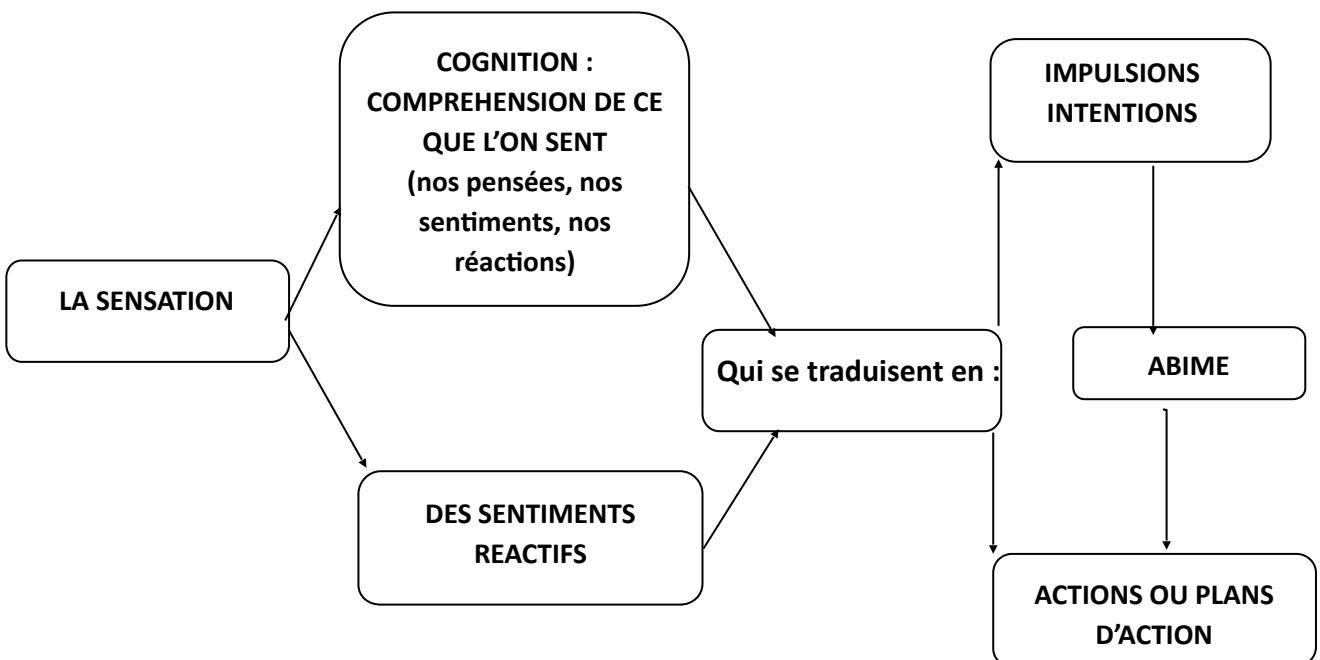 COGNITION :
COMPREHENSION DE CE
QUE L’ON SENT
(nos pensées, nos
sentiments, nos
réactions)
IMPULSIONS
INTENTIONS
LA SENSATION
Qui se traduisent en :
ABIME
DES SENTIMENTS
REACTIFS
ACTIONS OU PLANS
D’ACTION